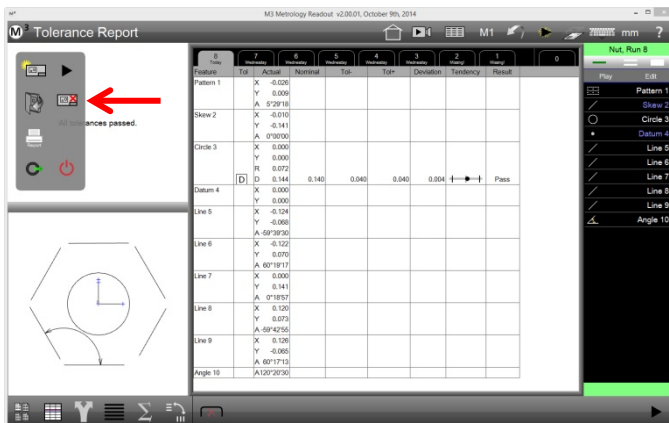 M3 Metrology Readout v2.00.01, October 9th, 2014
M3 Tolerance Report
M1
mm
?
All tolerances passed.
Report
8 Today
7 Wednesday
6 Wednesday
5 Wednesday
4 Wednesday
3 Wednesday
2 Missing!
1 Missing!
0
Feature Tol Actual Nominal Tol- Tol+ Deviation Tendency Result
Pattern 1 X -0.026
Y 0.009
A 5°29'18
Skew 2 X -0.010
Y -0.141
A 0°00'00
Circle 3 X 0.000
Y 0.000
R 0.072
D D 0.144 0.140 0.040 0.040 0.004 Pass
Datum 4 X 0.000
Y 0.000
Line 5 X -0.124
Y -0.068
A -59°39'30
Line 6 X -0.122
Y 0.070
A 60°19'17
Line 7 X 0.000
Y 0.141
A 0°18'57
Line 8 X 0.120
Y 0.073
A -59°42'55
Line 9 X 0.126
Y -0.065
A 60°17'13
Angle 10 A120°20'30
Nut, Run 8
Play Edit
Pattern 1
Skew 2
Circle 3
Datum 4
Line 5
Line 6
Line 7
Line 8
Line 9
Angle 10